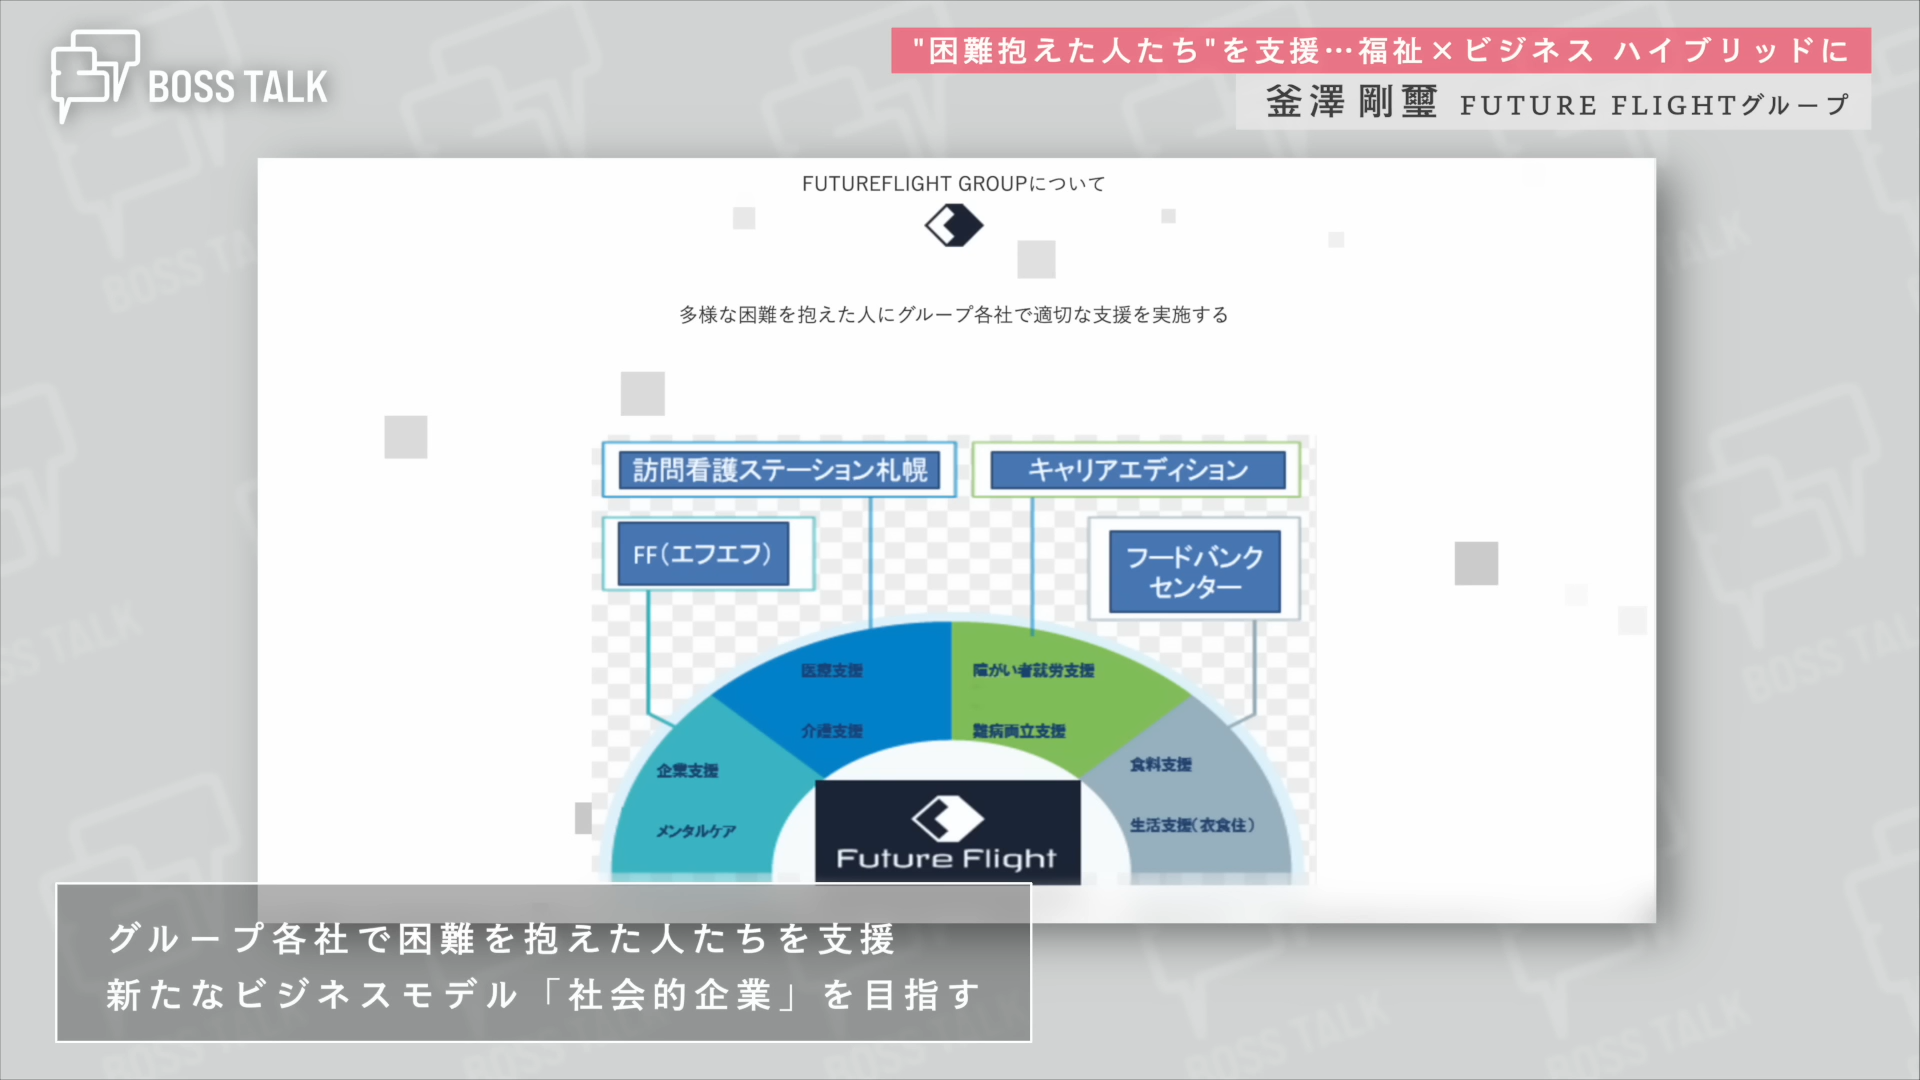 BOSS TALK
"困難抱えた人たち"を支援…福祉×ビジネス ハイブリッドに
釜澤 剛璽 FUTURE FLIGHTグループ
FUTUREFLIGHT GROUPについて
多様な困難を抱えた人にグループ各社で適切な支援を実施する
訪問看護ステーション札幌
キャリアエディション
FF（エフエフ）
フードバンク
センター
医療支援
障がい者就労支援
介護支援
難病両立支援
企業支援
食料支援
メンタルケア
生活支援（衣食住）
Future Flight
グループ各社で困難を抱えた人たちを支援
新たなビジネスモデル「社会的企業」を目指す